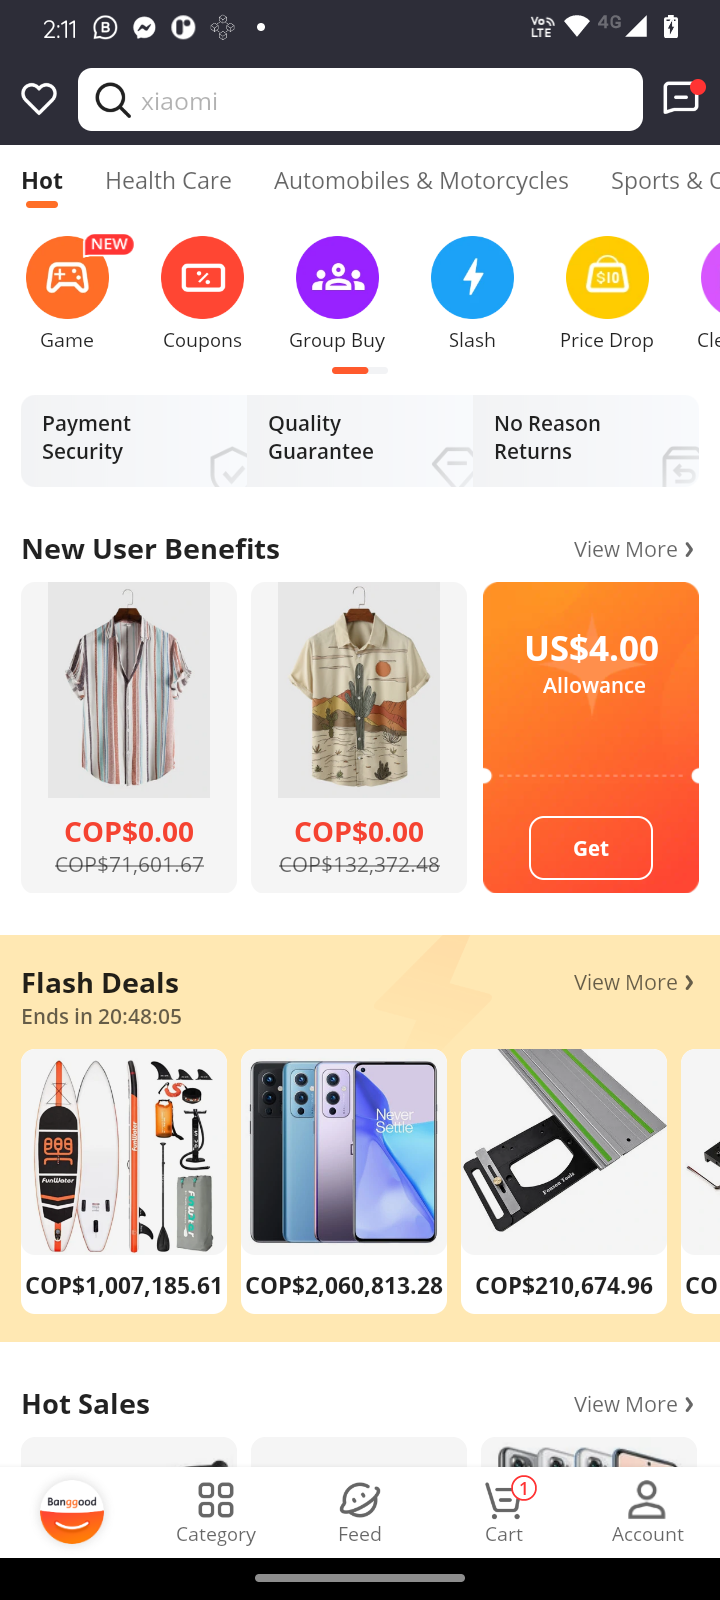 2:11
Vo LTE
4G
xiaomi
Hot
Health Care
Automobiles & Motorcycles
Sports &
NEW
$10
Game
Coupons
Group Buy
Slash
Price Drop
Cle
Payment
Security
Quality
Guarantee
No Reason
Returns
New User Benefits
View More
US$4.00
Allowance
COP$0.00
COP$71,601.67
COP$0.00
COP$132,372.48
Get
Flash Deals
View More
Ends in 20:48:05
FunWater
Never
Settle
Fonson Tools
COP$1,007,185.61
COP$2,060,813.28
COP$210,674.96
CO
Hot Sales
View More
Banggood
1
Category
Feed
Cart
Account